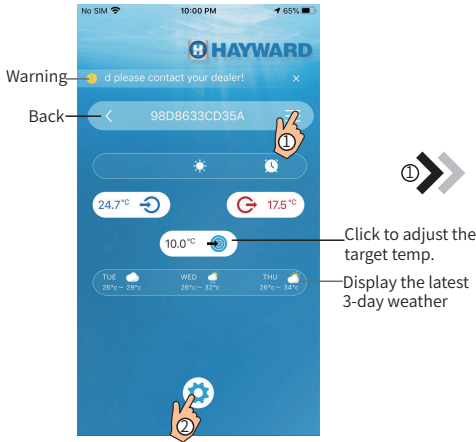 No SIM 10:00 PM 65%
HAYWARD
Warning
d please contact your dealer! ×
Back
98D8633CD35A
①
①
24.7°c
17.5°c
10.0°c
Click to adjust the
target temp.
TUE WED THU
26°c~ 29°c 26°c~ 32°c 26°c~ 34°c
Display the latest
3-day weather
②